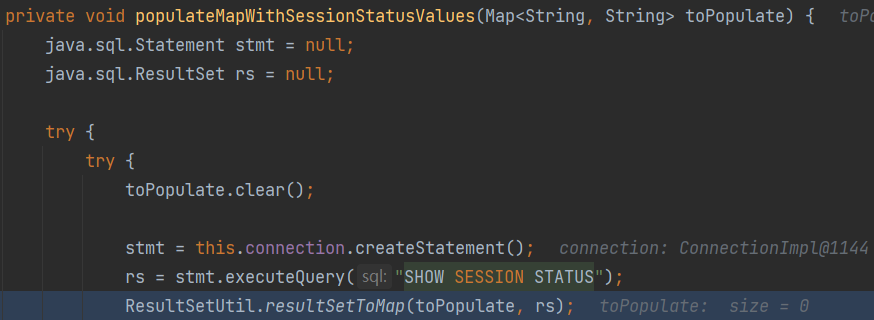 private void populateMapWithSessionStatusValues(Map<String, String> toPopulate) { toPo
java.sql.Statement stmt = null;
java.sql.ResultSet rs = null;
try {
try {
toPopulate.clear();
stmt = this.connection.createStatement(); connection: ConnectionImpl@1144
rs = stmt.executeQuery( sql: "SHOW SESSION STATUS");
ResultSetUtil.resultSetToMap(toPopulate, rs); toPopulate: size = 0